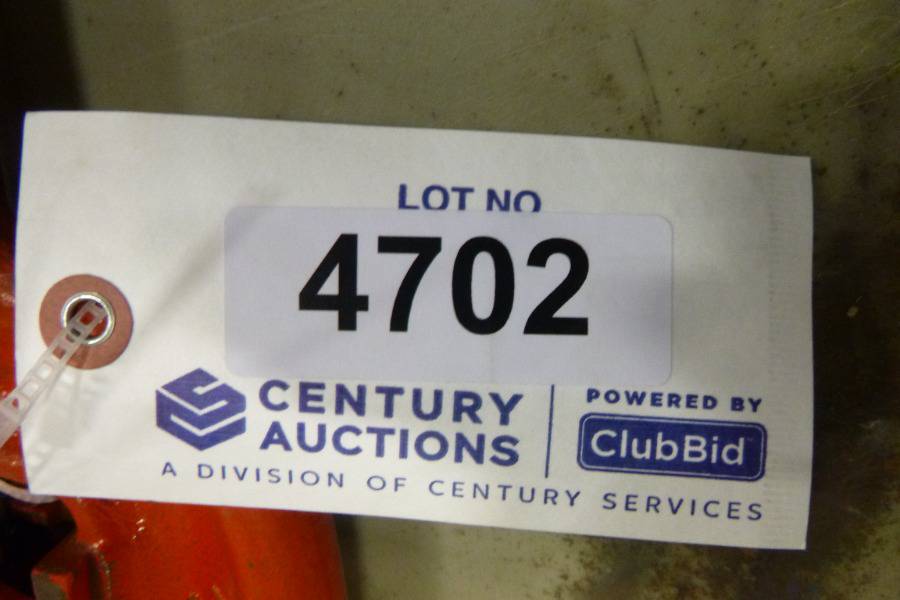 LOT NO
4702
CENTURY
AUCTIONS
A DIVISION OF CENTURY SERVICES
POWERED BY
ClubBid